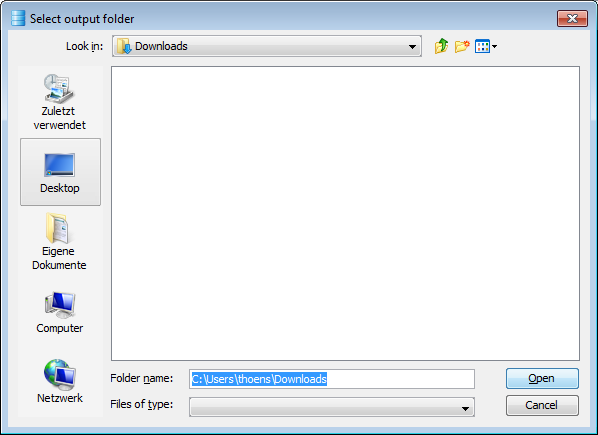 Select output folder
Look in: Downloads
Zuletzt
verwendet
Desktop
Eigene
Dokumente
Computer
Netzwerk
Folder name: C:\Users\thoens\Downloads
Open
Files of type:
Cancel